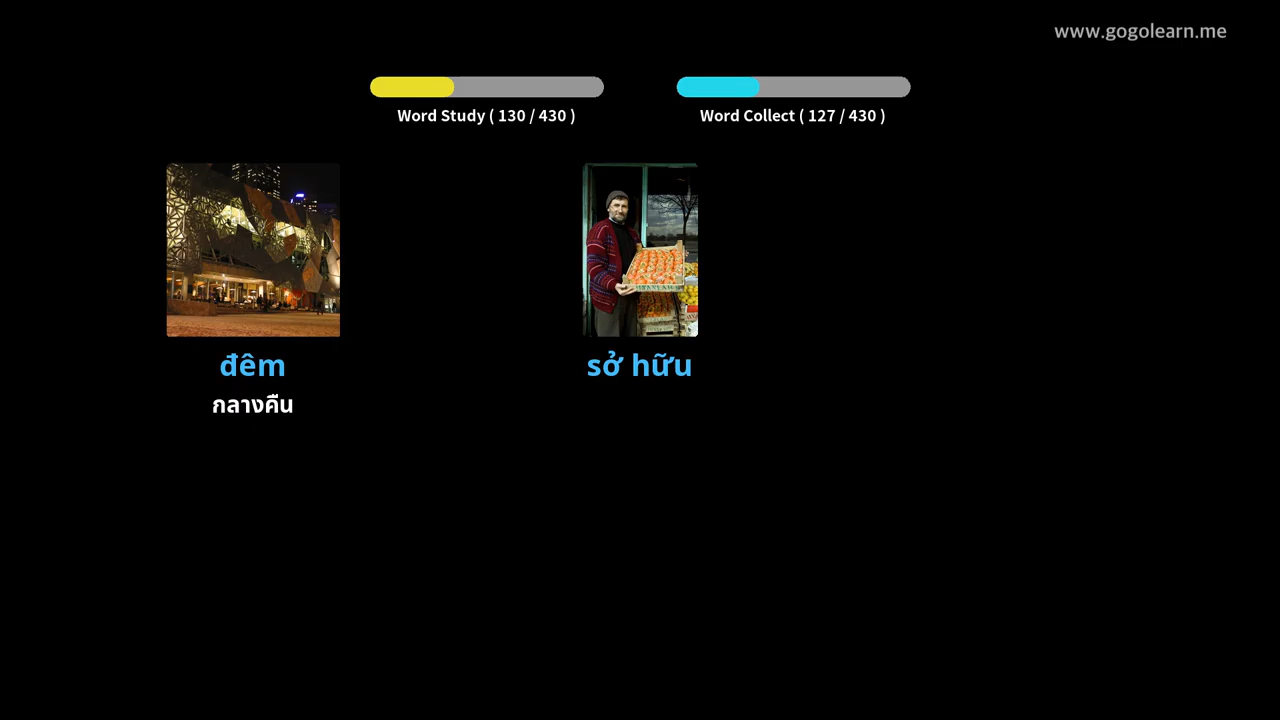 www.gogolearn.me
Word Study ( 130 / 430 )
Word Collect ( 127 / 430 )
đêm
กลางคืน
sở hữu